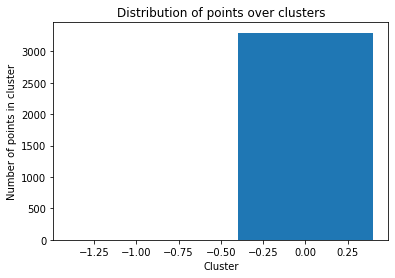 Distribution of points over clusters
Number of points in cluster
3000
2500
2000
1500
1000
500
0
−1.25 −1.00 −0.75 −0.50 −0.25 0.00 0.25
Cluster